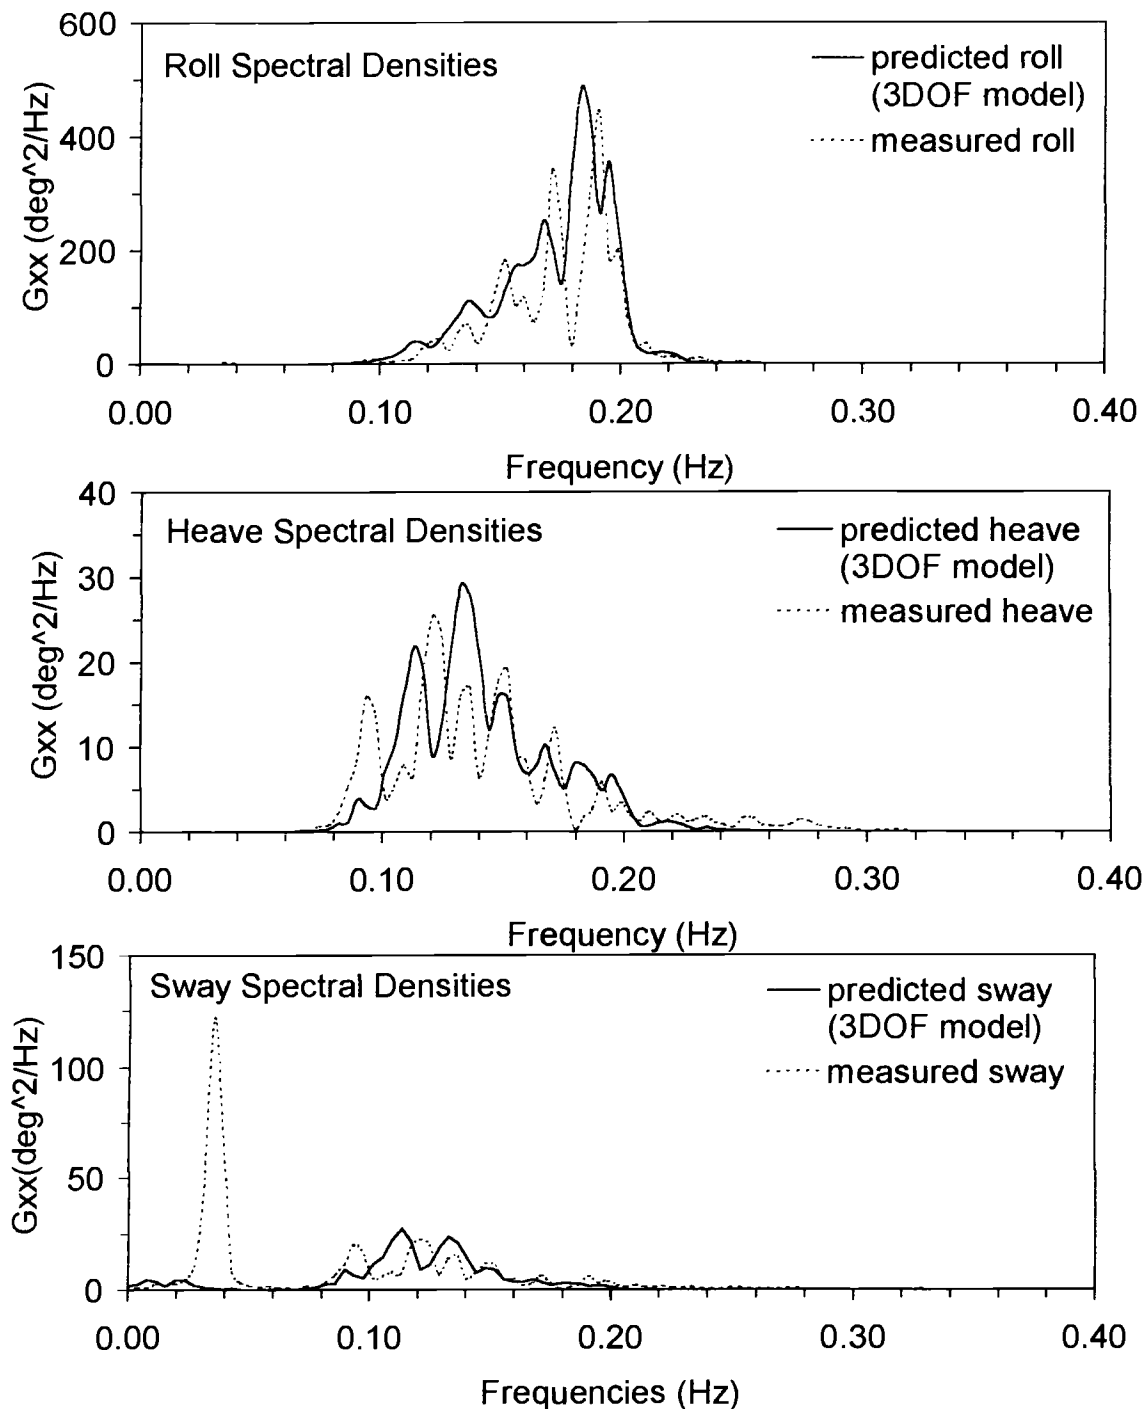 600
Roll Spectral Densities
predicted roll
(3DOF model)
measured roll
400
200
0
Gxx (deg^2/Hz)
0.00 0.10 0.20 0.30 0.40
Frequency (Hz)
40
Heave Spectral Densities
predicted heave
(3DOF model)
measured heave
30
20
10
0
Gxx (deg^2/Hz)
0.00 0.10 0.20 0.30 0.40
Frequency (Hz)
150
Sway Spectral Densities
predicted sway
(3DOF model)
measured sway
100
50
0
Gxx(deg^2/Hz)
0.00 0.10 0.20 0.30 0.40
Frequencies (Hz)